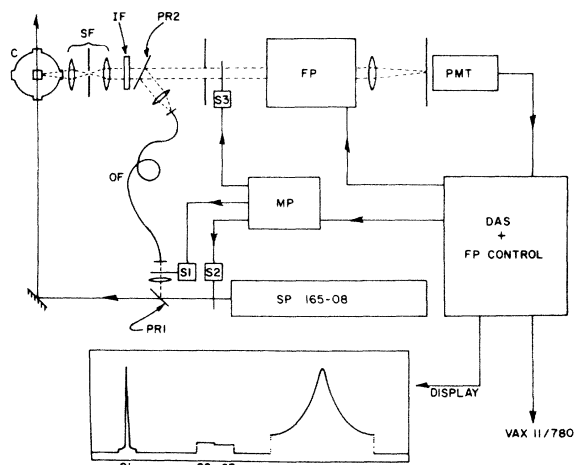 IF
PR2
SF
C
FP
PMT
S3
OF
MP
DAS
+
FP CONTROL
S1
S2
SP 165-08
PR1
DISPLAY
VAX 11/780